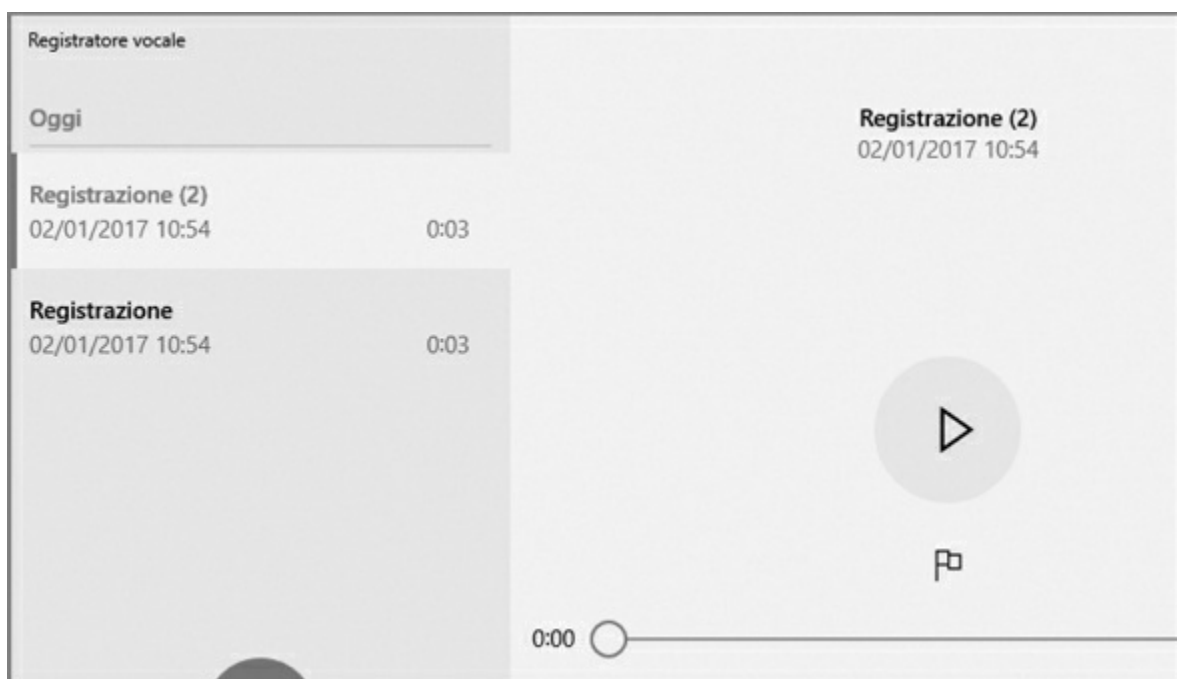 Registratore vocale
Oggi
Registrazione (2)
02/01/2017 10:54 0:03
Registrazione
02/01/2017 10:54 0:03
Registrazione (2)
02/01/2017 10:54
0:00